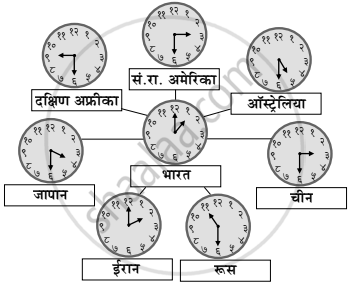 सं.रा. अमेरिका
दक्षिण अफ्रीका
ऑस्ट्रेलिया
भारत
जापान
चीन
ईरान
रूस